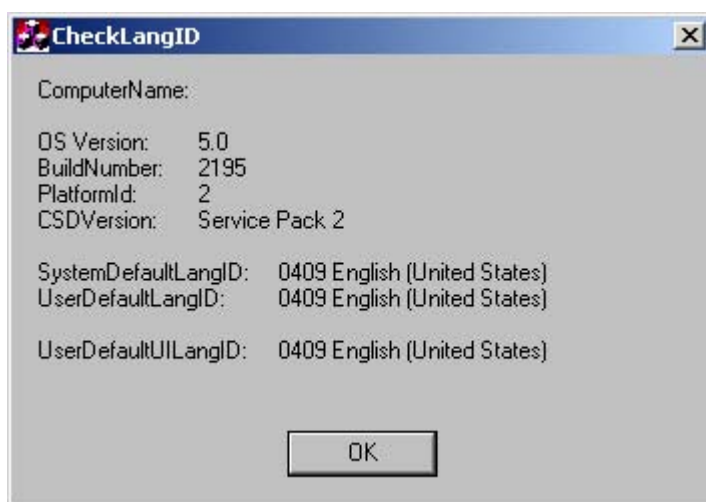 CheckLangID
ComputerName:
OS Version: 5.0
BuildNumber: 2195
PlatformId: 2
CSDVersion: Service Pack 2
SystemDefaultLangID: 0409 English (United States)
UserDefaultLangID: 0409 English (United States)
UserDefaultUILangID: 0409 English (United States)
OK